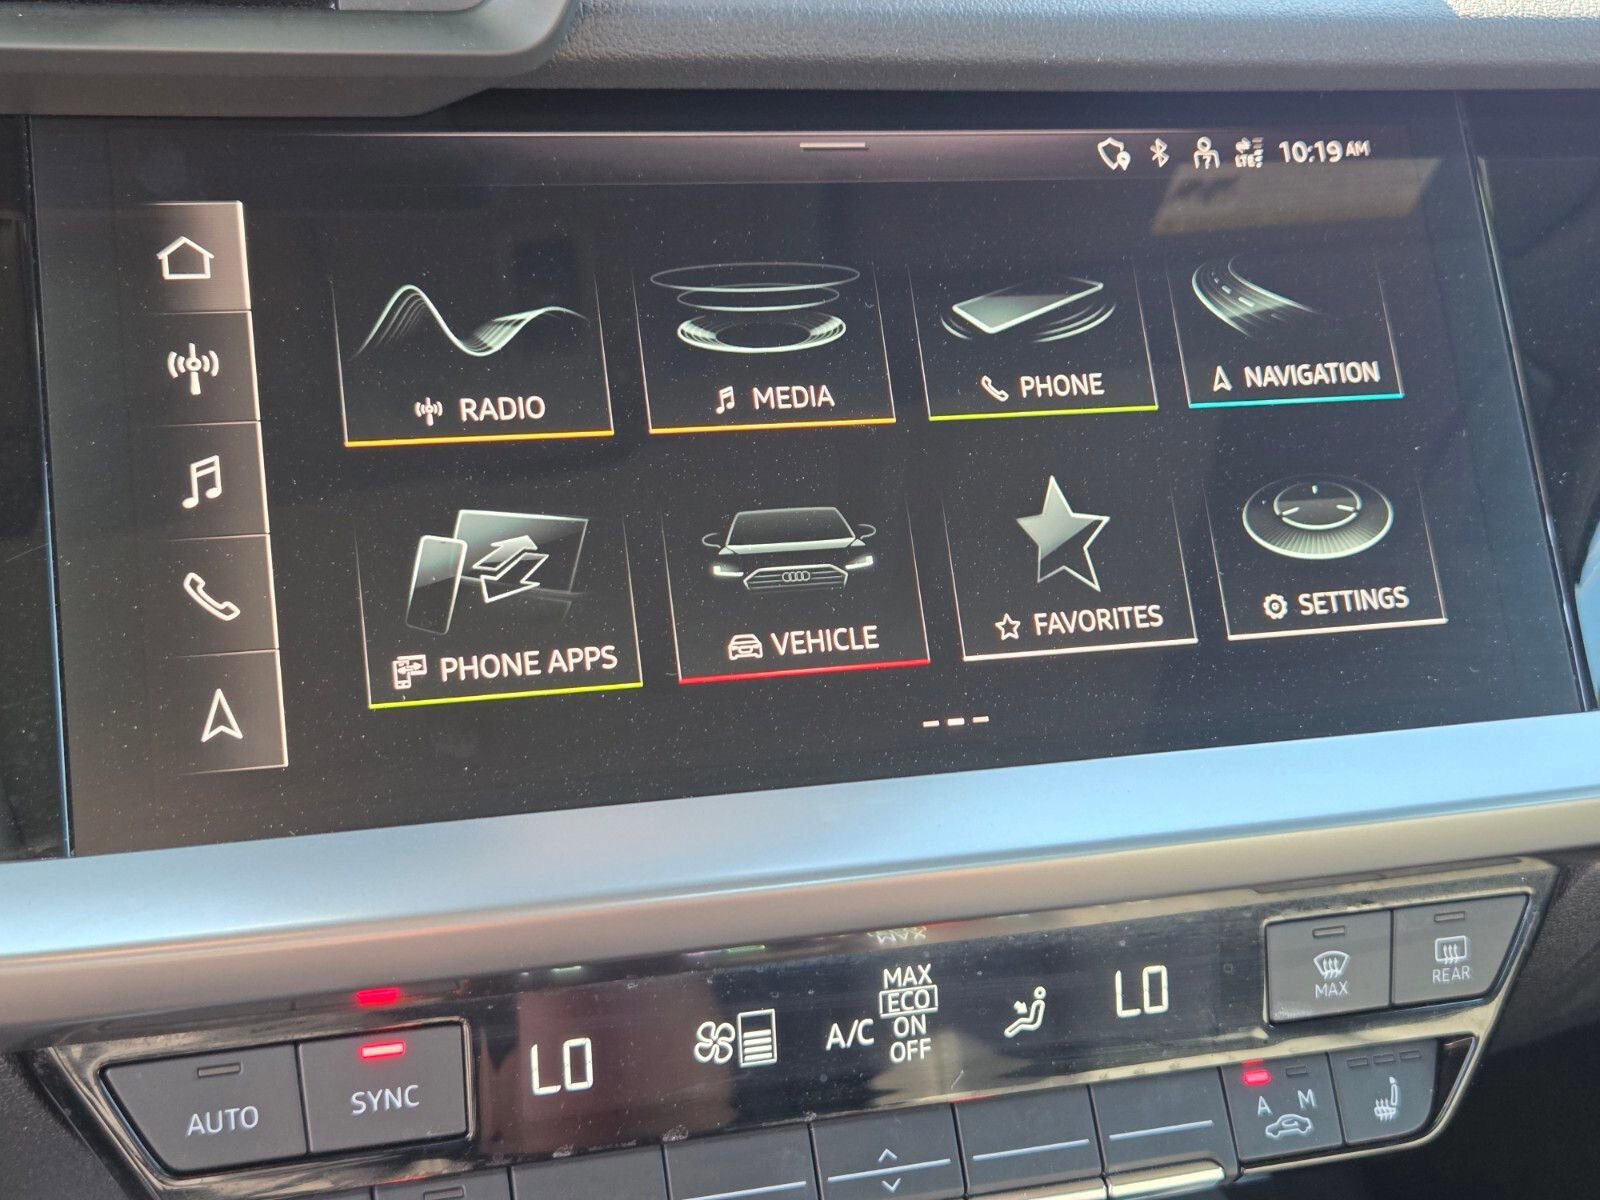 LTE 10:19 AM
RADIO
MEDIA
PHONE
NAVIGATION
PHONE APPS
VEHICLE
FAVORITES
SETTINGS
MAX
REAR
AUTO
SYNC
LO
A/C
MAX
ECO
ON
OFF
LO
A M